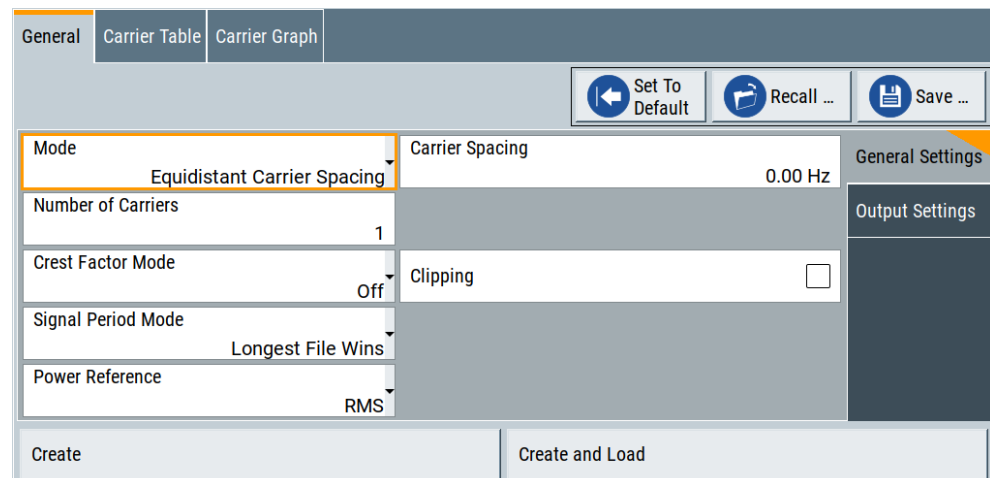 General Carrier Table Carrier Graph
Set To
Default
Recall ...
Save ...
Mode
Equidistant Carrier Spacing
Carrier Spacing
0.00 Hz
General Settings
Number of Carriers
1
Output Settings
Crest Factor Mode
Off
Clipping
Signal Period Mode
Longest File Wins
Power Reference
RMS
Create
Create and Load